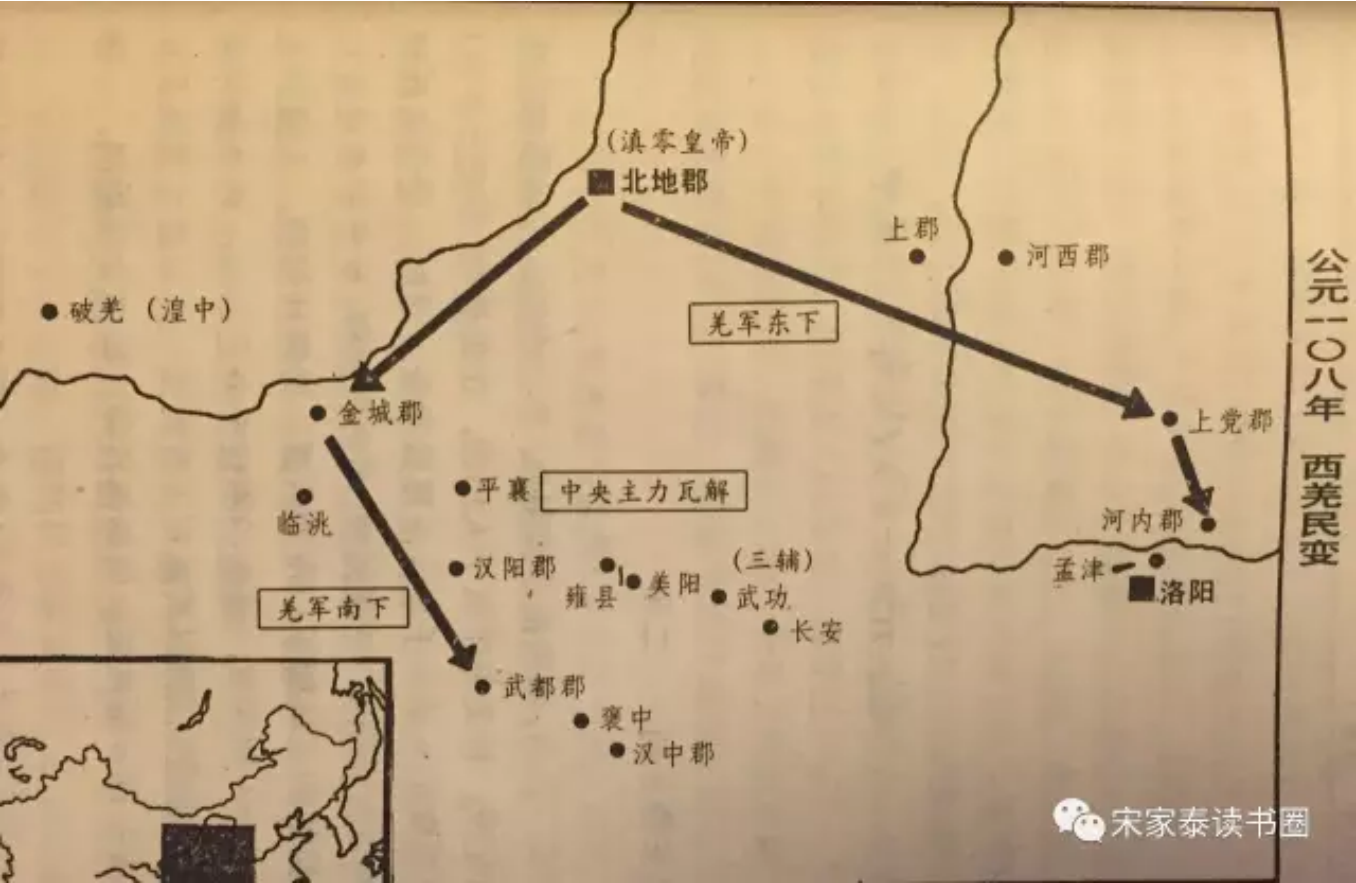 (滇零皇帝)
北地郡
上郡
河西郡
羌军东下
破羌 (湟中)
金城郡
上党郡
平襄
中央主力瓦解
临洮
河内郡
汉阳郡
(三辅)
孟津
雍县
美阳
武功
洛阳
羌军南下
长安
武都郡
褒中
汉中郡
公元一〇八年 西羌民变
宋家泰读书圈